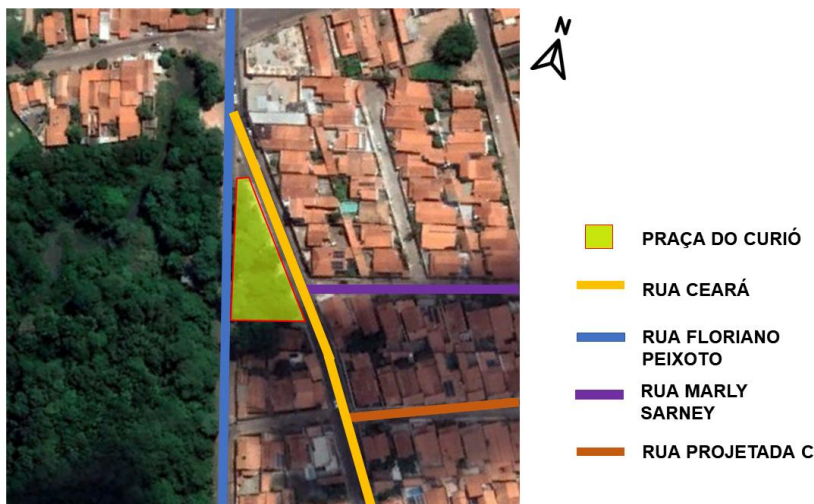 N
PRAÇA DO CURIÓ
RUA CEARÁ
RUA FLORIANO
PEIXOTO
RUA MARLY
SARNEY
RUA PROJETADA C